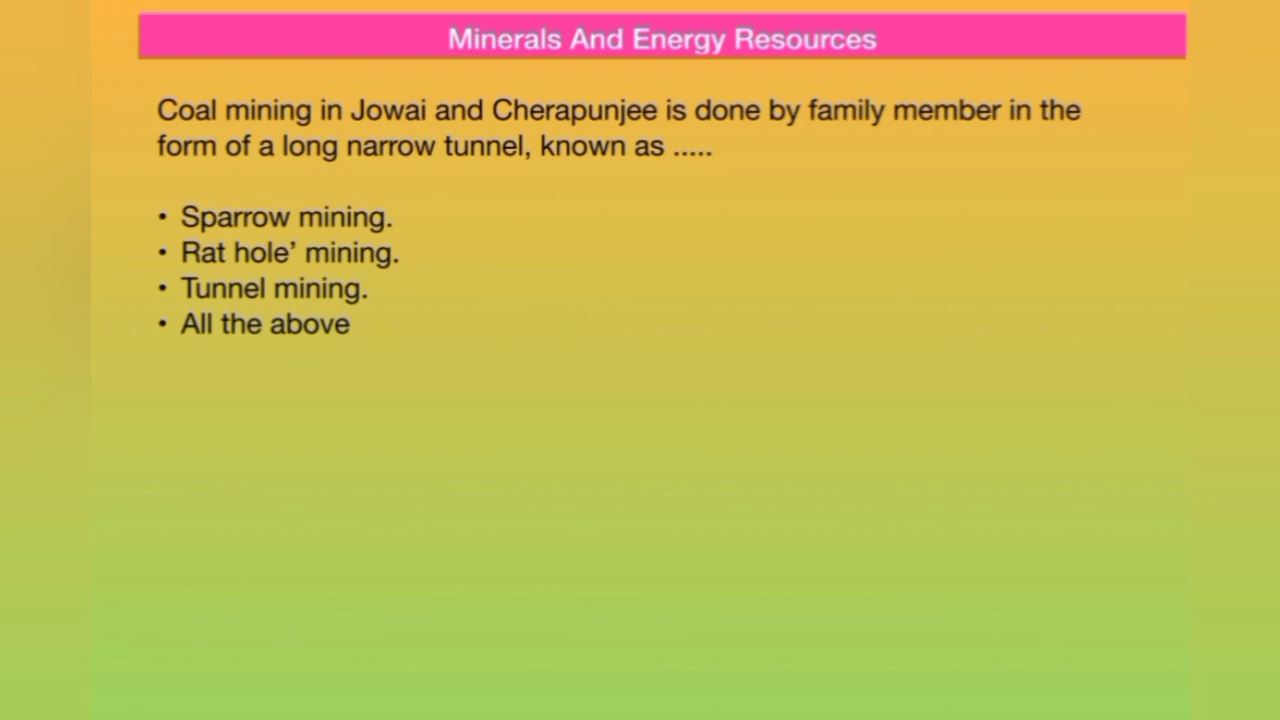 Minerals And Energy Resources
Coal mining in Jowai and Cherapunjee is done by family member in the
form of a long narrow tunnel, known as .....
• Sparrow mining.
• Rat hole’ mining.
• Tunnel mining.
• All the above